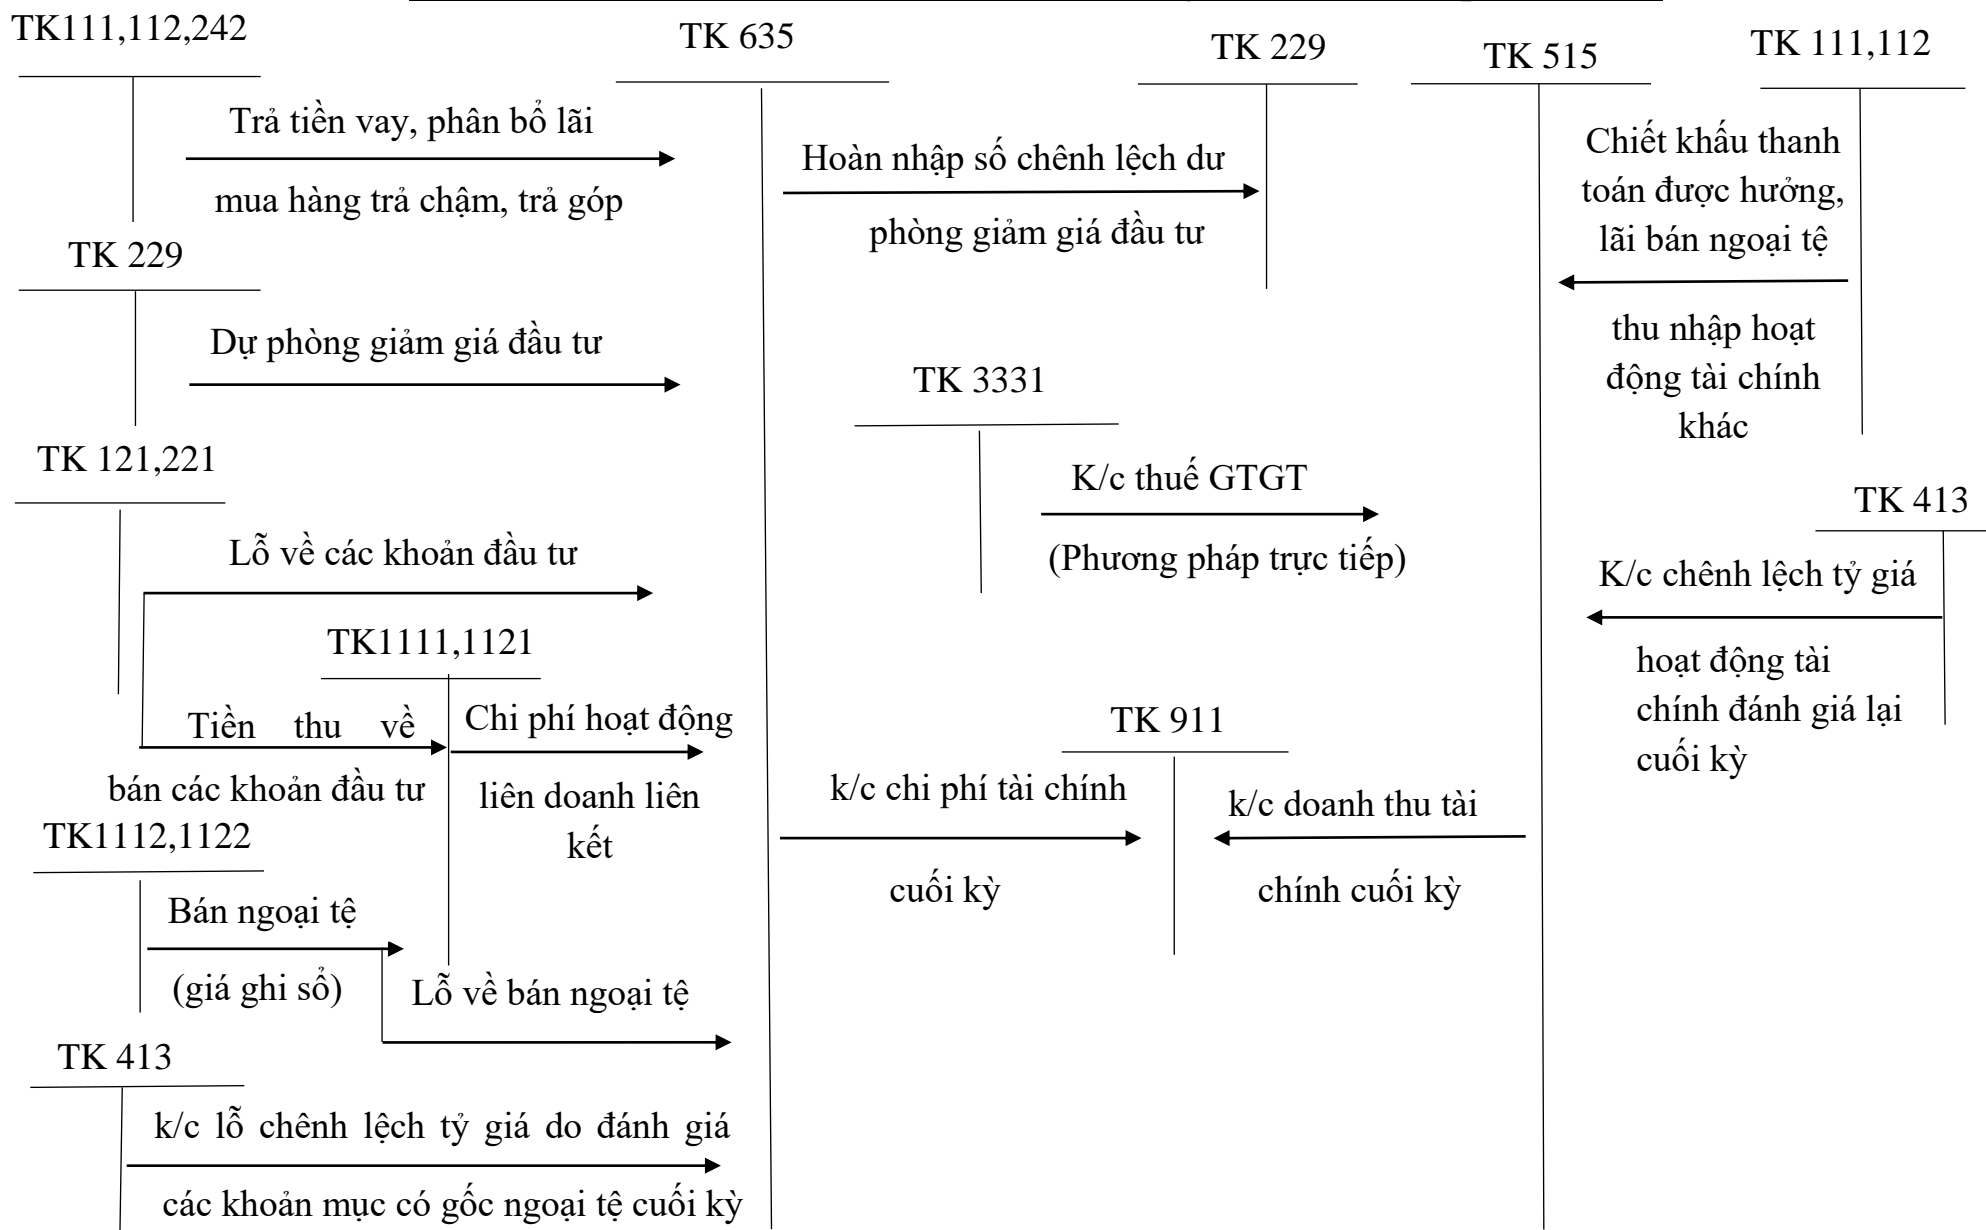 TK111,112,242
TK 635
TK 229
TK 515
TK 111,112
Trả tiền vay, phân bổ lãi
mua hàng trả chậm, trả góp
Hoàn nhập số chênh lệch dư
phòng giảm giá đầu tư
Chiết khấu thanh
toán được hưởng,
lãi bán ngoại tệ
thu nhập hoạt
động tài chính
khác
TK 229
Dự phòng giảm giá đầu tư
TK 3331
K/c thuế GTGT
(Phương pháp trực tiếp)
TK 121,221
Lỗ về các khoản đầu tư
TK 413
K/c chênh lệch tỷ giá
hoạt động tài
chính đánh giá lại
cuối kỳ
TK1111,1121
Tiền thu về
bán các khoản đầu tư
Chi phí hoạt động
liên doanh liên
kết
TK 911
k/c chi phí tài chính
cuối kỳ
k/c doanh thu tài
chính cuối kỳ
TK1112,1122
Bán ngoại tệ
(giá ghi sổ)
Lỗ về bán ngoại tệ
TK 413
k/c lỗ chênh lệch tỷ giá do đánh giá
các khoản mục có gốc ngoại tệ cuối kỳ